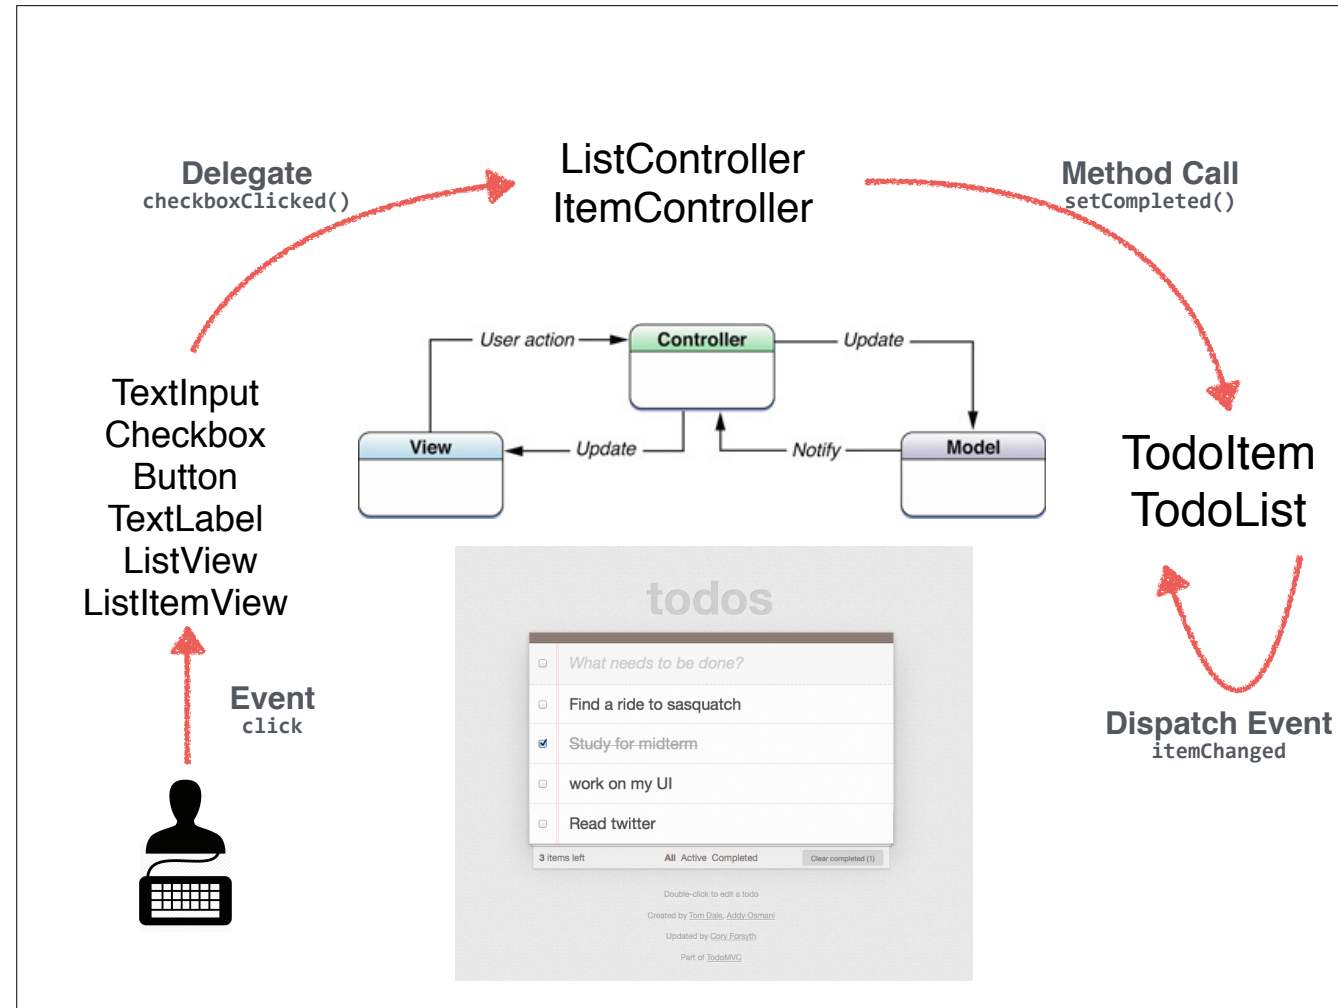 ListController
ItemController
Delegate
checkboxClicked()
Method Call
setCompleted()
User action
Controller
Update
View
Update
Notify
Model
TextInput
Checkbox
Button
TextLabel
ListView
ListItemView
TodoItem
TodoList
Event
click
Dispatch Event
itemChanged
todos
What needs to be done?
Find a ride to sasquatch
Study for midterm
work on my UI
Read twitter
3 items left All Active Completed Clear completed (1)
Double-click to edit a todo
Created by Tom Dale, Addy Osmani
Updated by Cory Forsyth
Part of TodoMVC